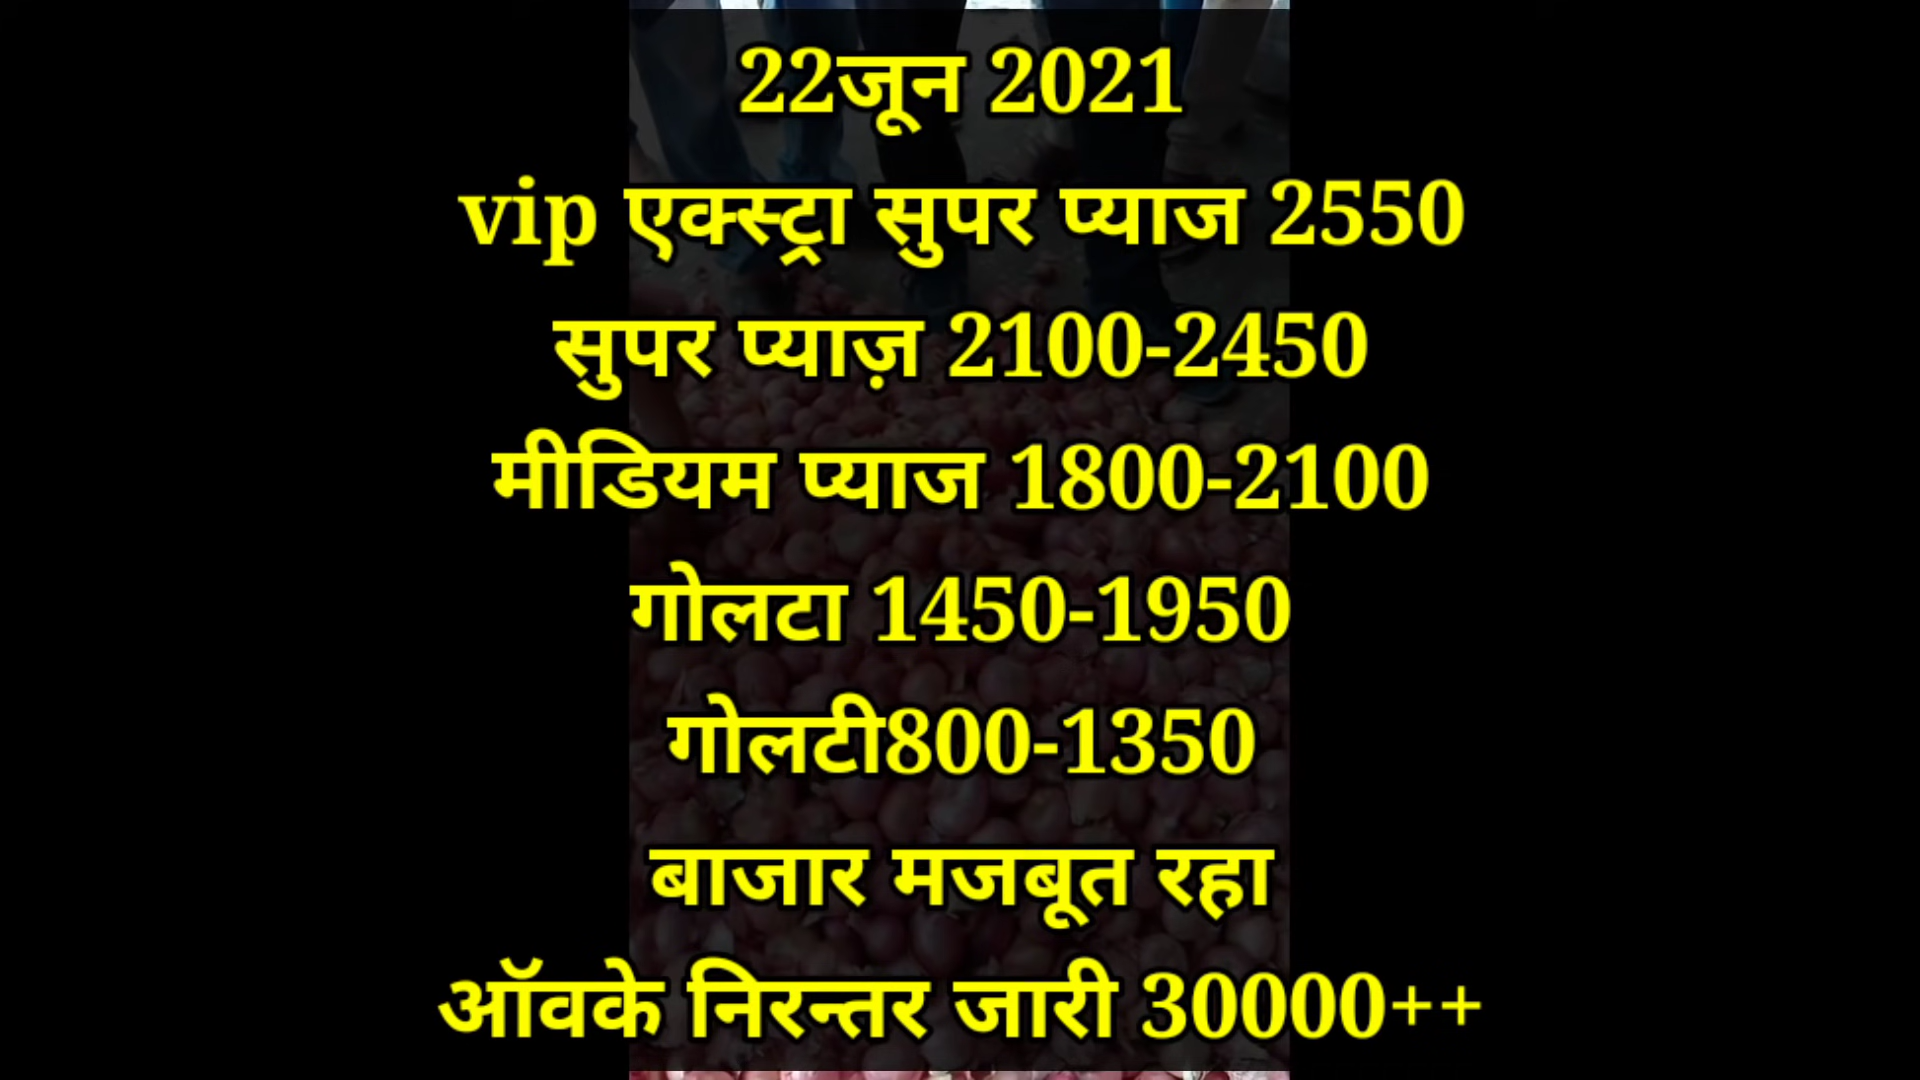 22जून 2021
vip एक्स्ट्रा सुपर प्याज 2550
सुपर प्याज़ 2100-2450
मीडियम प्याज 1800-2100
गोलटा 1450-1950
गोलटी800-1350
बाजार मजबूत रहा
ऑवके निरन्तर जारी 30000++